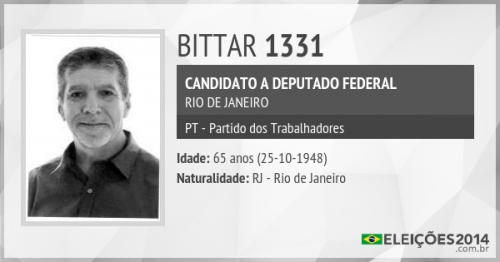 BITTAR 1331
CANDIDATO A DEPUTADO FEDERAL
RIO DE JANEIRO
PT - Partido dos Trabalhadores
Idade: 65 anos (25-10-1948)
Naturalidade: RJ - Rio de Janeiro
ELEIÇÕES2014
.com.br